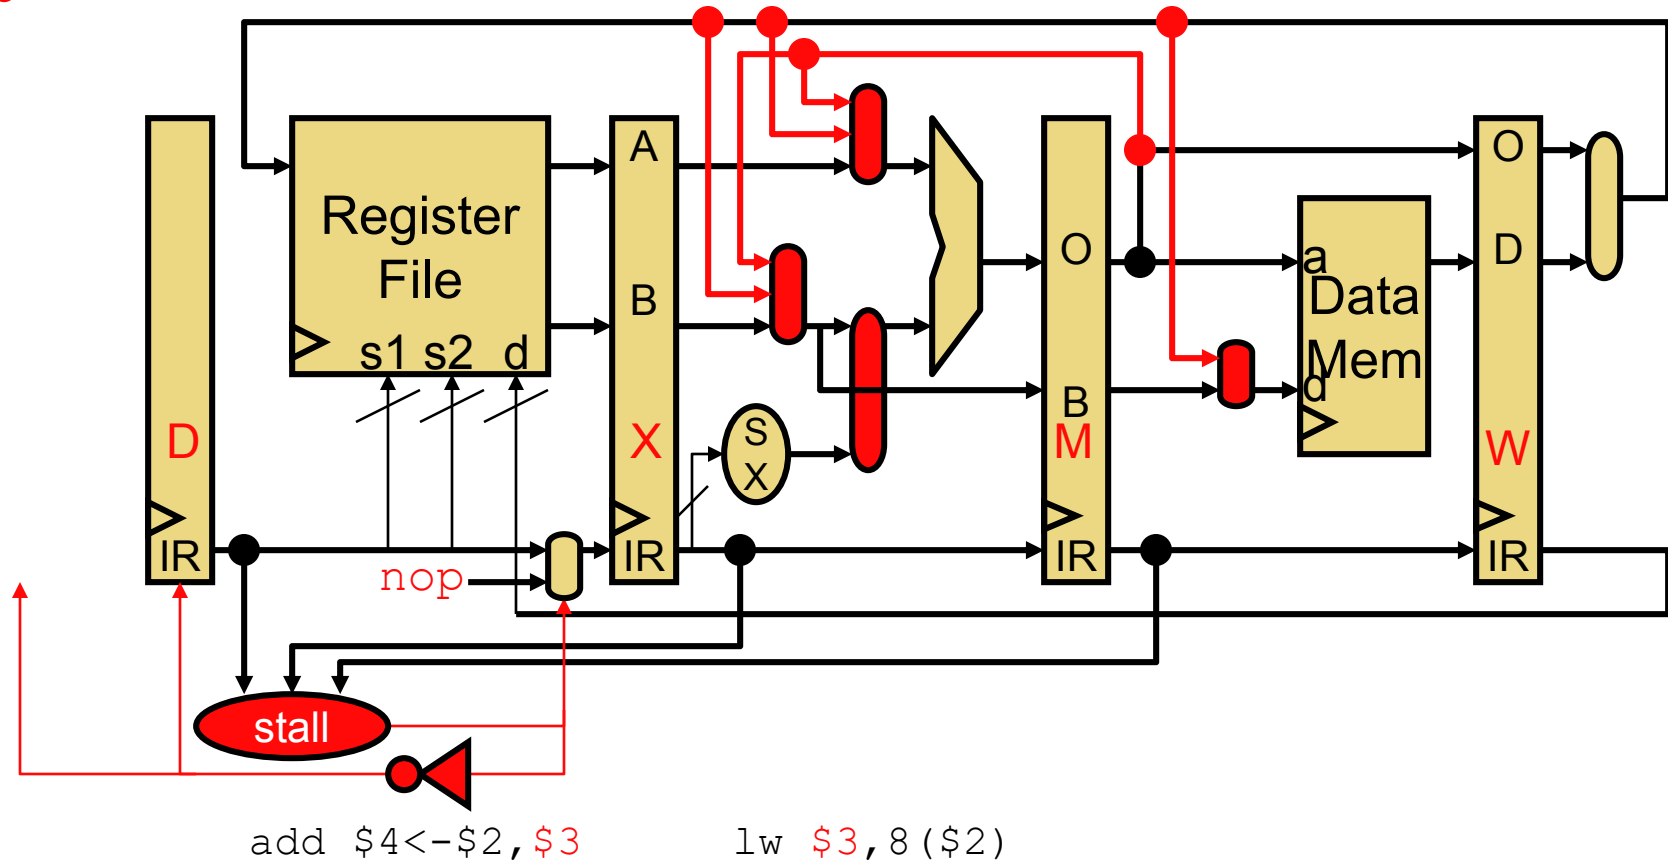 A
O
Register
File
O
D
B
a
Data
Mem
d
s1 s2 d
B
S
X
D
X
M
W
IR
IR
IR
IR
nop
stall
add $4<-$2,$3
lw $3,8($2)